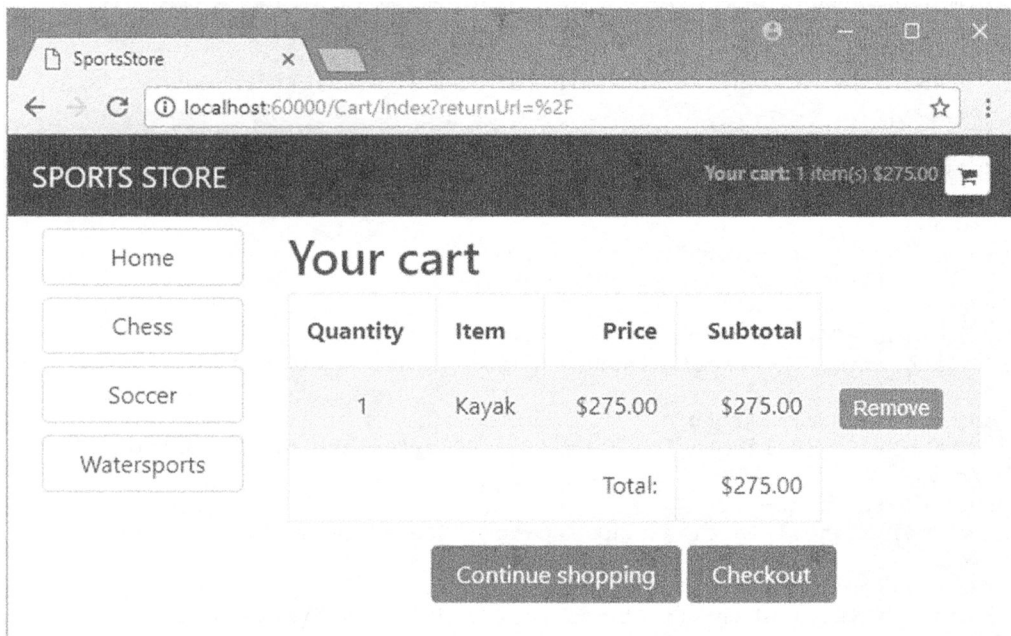 SportsStore
localhost:60000/Cart/Index?returnUrl=%2F
SPORTS STORE
Your cart: 1 item(s) $275.00
Home
Chess
Soccer
Watersports
Your cart
Quantity Item Price Subtotal
1 Kayak $275.00 $275.00 Remove
Total: $275.00
Continue shopping Checkout